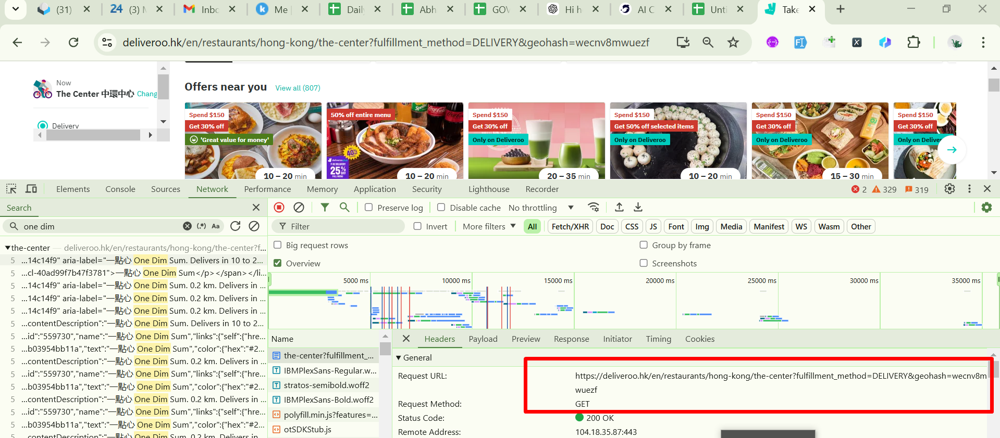 (31)
24 (3) M
Inbo
k Me
Daily
Abh
GOV
Hi h
AI C
Unti
Take
deliveroo.hk/en/restaurants/hong-kong/the-center?fulfillment_method=DELIVERY&geohash=wecnv8mwuezf
Now
The Center 中環中心 Chang
Delivery
Offers near you View all (807)
Spend $150
Get 30% off
'Great value for money'
10 – 20 min
50% off entire menu
40%
25% OFF
10 – 20 min
Spend $150
Get 30% off
Only on Deliveroo
20 – 35 min
Spend $150
Get 50% off selected items
Only on Deliveroo
10 – 20 min
Spend $150
Get 30% off
Only on Deliveroo
15 – 30 min
Spend $150
Get 30% off
Only on Delivero
Elements Console Sources Network Performance Memory Application Security Lighthouse Recorder 2 329 319
Search
Preserve log Disable cache No throttling
one dim (.*) Aa
Filter Invert More filters All Fetch/XHR Doc CSS JS Font Img Media Manifest WS Wasm Other
Big request rows Group by frame
Overview Screenshots
the-center — deliveroo.hk/en/restaurants/hong-kong/the-center?f...
5 ...14c14f9" aria-label="一點心 One Dim Sum. Delivers in 10 to 2...
5 ...cl-40ad99f7b47f3781">一點心 One Dim Sum</p></span></li...
5 ...14c14f9" aria-label="一點心 One Dim Sum. 0.2 km. Delivers in ...
5 ...14c14f9" aria-label="一點心 One Dim Sum. 0.2 km. Delivers in ...
5 ...14c14f9" aria-label="一點心 One Dim Sum. 0.2 km. Delivers in ...
5 ...contentDescription":"一點心 One Dim Sum. Delivers in 10 to 2...
5 ...id":"559730","name":"一點心 One Dim Sum","links":{"self":{"hre...
5 ...b03954bb11a","text":"一點心 One Dim Sum","color":{"hex":"#2...
5 ...contentDescription":"一點心 One Dim Sum. 0.2 km. Delivers in ...
5 ...id":"559730","name":"一點心 One Dim Sum","links":{"self":{"hre...
5 ...b03954bb11a","text":"一點心 One Dim Sum","color":{"hex":"#2...
5 ...contentDescription":"一點心 One Dim Sum. 0.2 km. Delivers in ...
5 ...id":"559730","name":"一點心 One Dim Sum","links":{"self":{"hre...
5 ...b03954bb11a","text":"一點心 One Dim Sum","color":{"hex":"#2...
5 ...contentDescription":"一點心 One Dim Sum. 0.2 km. Delivers in
5000 ms 10000 ms 15000 ms 20000 ms 25000 ms 30000 ms 35000 ms
Name
the-center?fulfillment_...
IBMPlexSans-Regular.w...
stratos-semibold.woff2
IBMPlexSans-Bold.woff2
polyfill.min.js?features=...
otSDKStub.js
Headers Payload Preview Response Initiator Timing Cookies
General
Request URL: https://deliveroo.hk/en/restaurants/hong-kong/the-center?fulfillment_method=DELIVERY&geohash=wecnv8m
wuezf
Request Method: GET
Status Code: 200 OK
Remote Address: 104.18.35.87:443